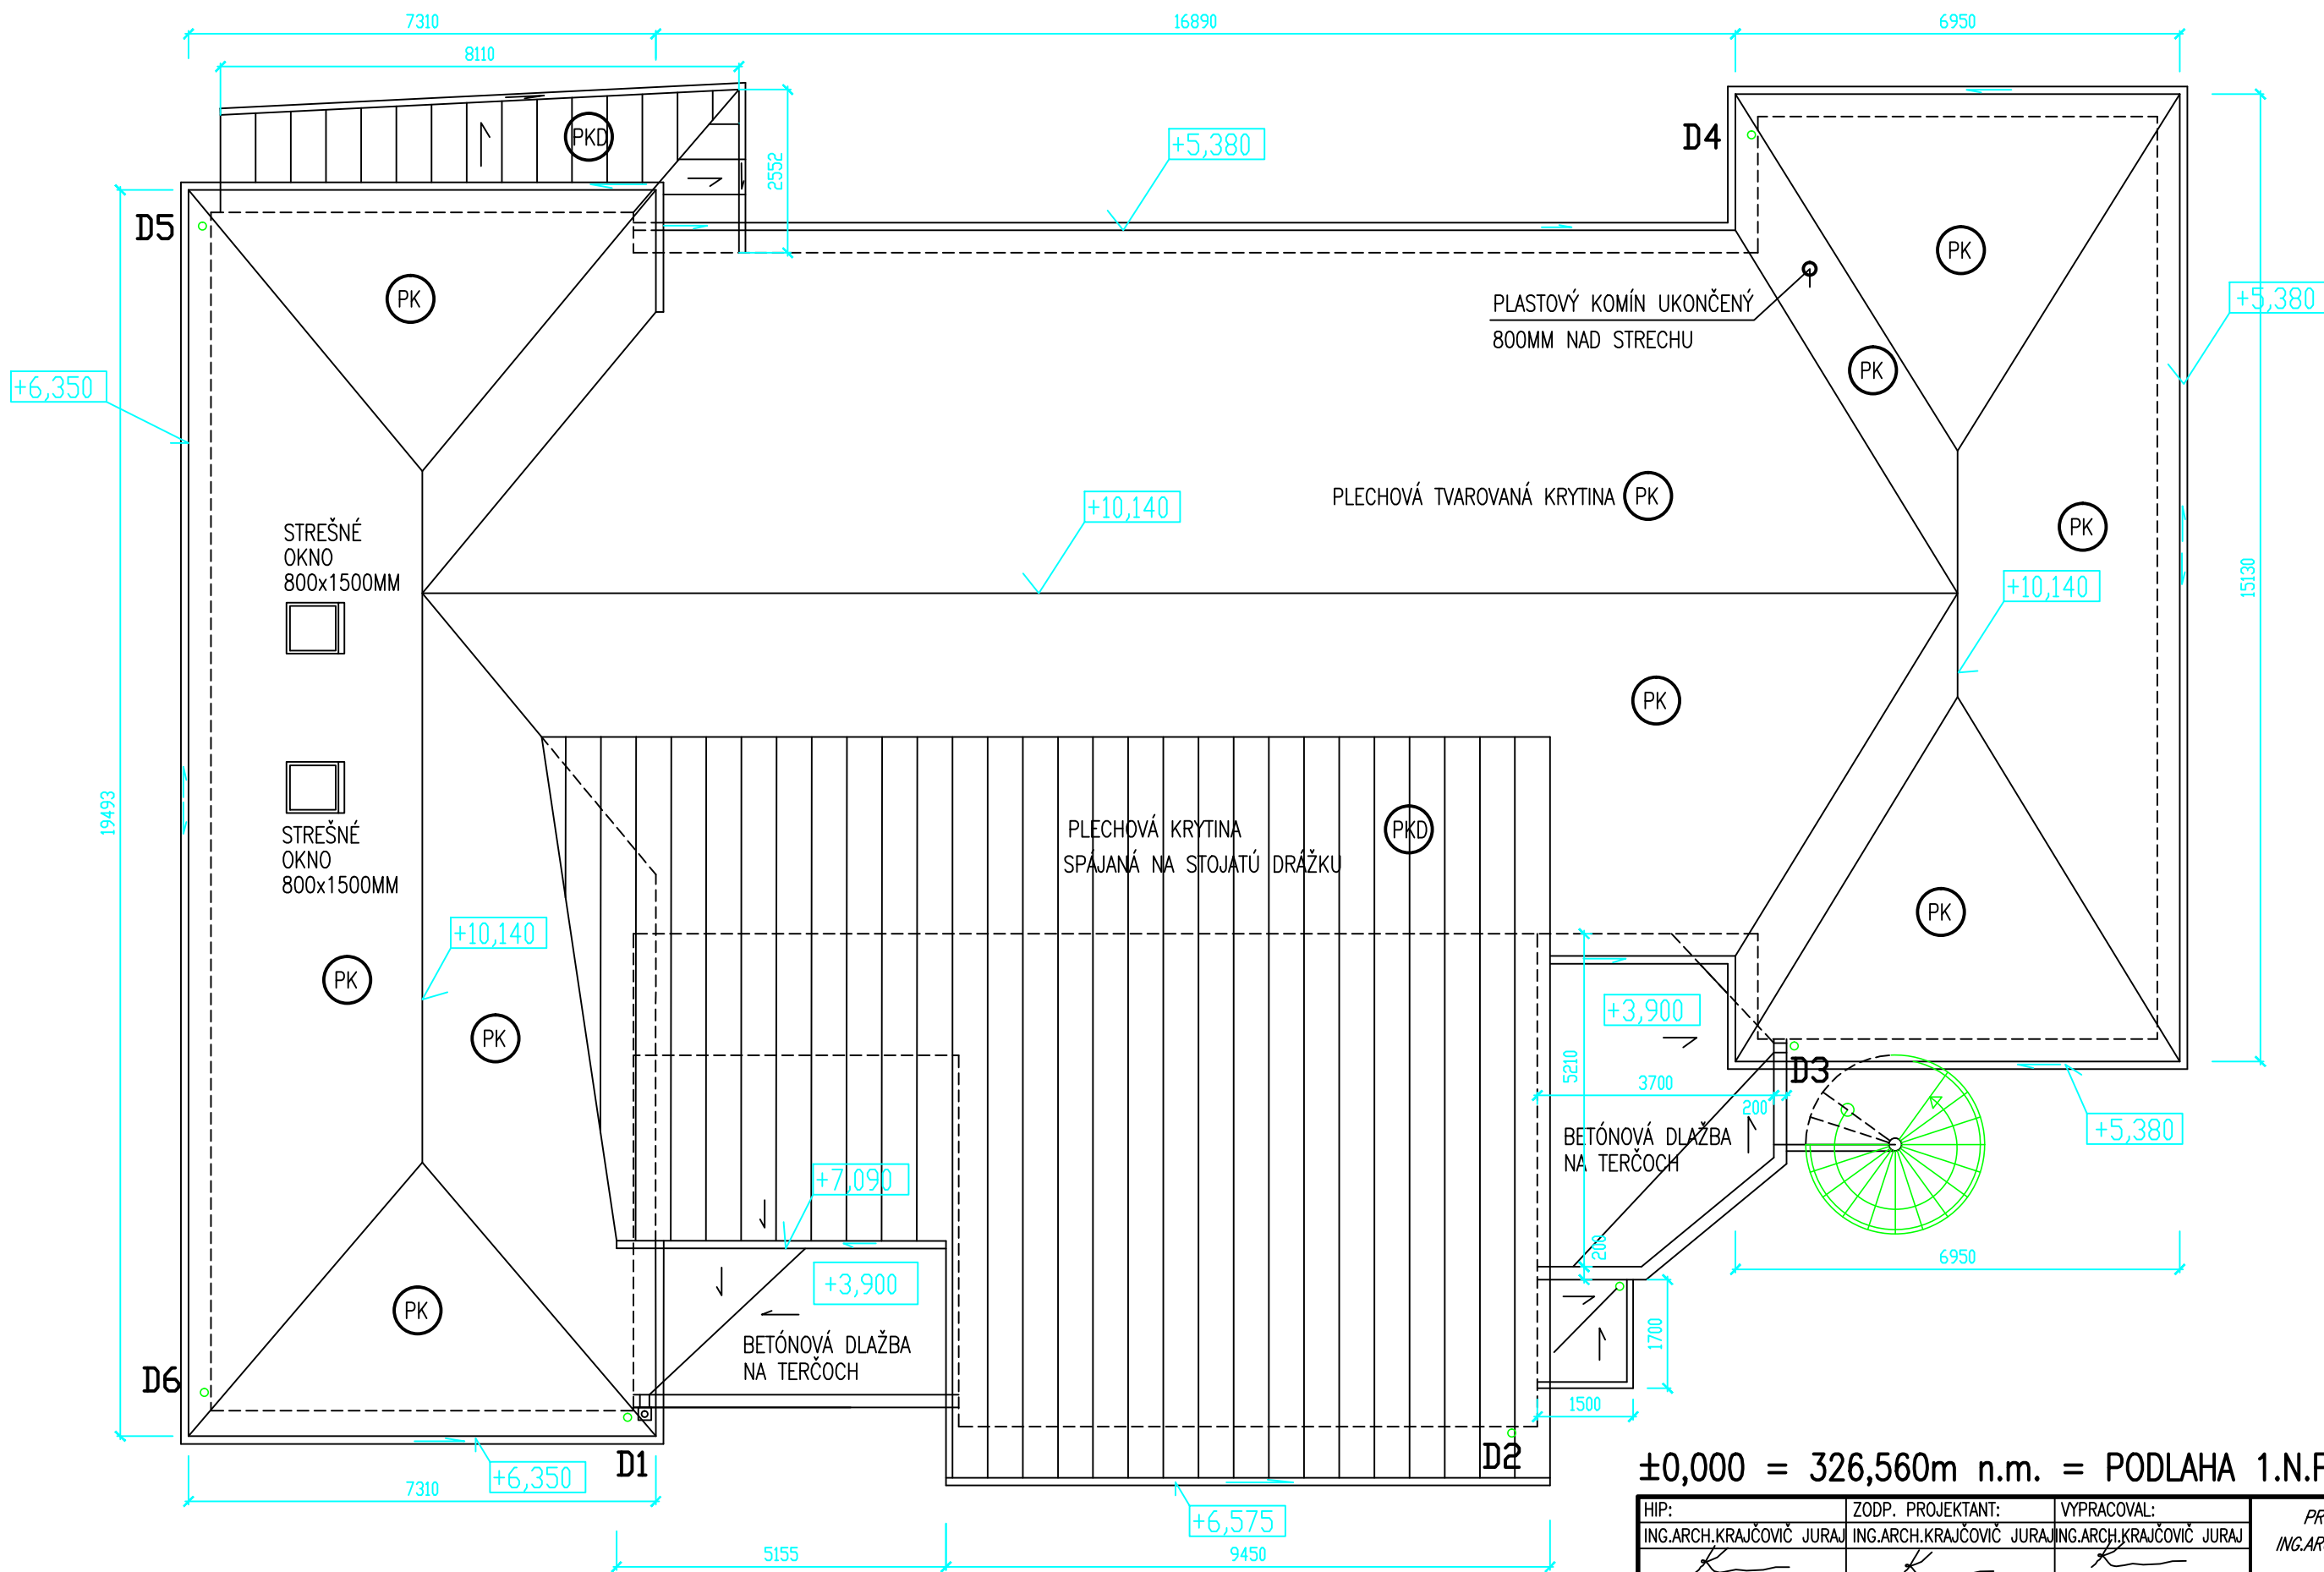 7310
16890
6950
8110
PKD
2552
+5,380
D4
D5
PK
PK
PLASTOVÝ KOMÍN UKONČENÝ
800MM NAD STRECHU
+5,380
PK
+6,350
PLECHOVÁ TVAROVANÁ KRYTINA
PK
+10,140
PK
STREŠNÉ
OKNO
800x1500MM
15130
+10,140
PK
19493
STREŠNÉ
OKNO
800x1500MM
PLECHOVÁ KRYTINA
SPÁJANÁ NA STOJATÚ DRÁŽKU
PKD
PK
+10,140
PK
PK
+3,900
5210
3700
200
D3
BETÓNOVÁ DLAŽBA
NA TERČOCH
+5,380
+7,090
200
6950
+3,900
PK
BETÓNOVÁ DLAŽBA
NA TERČOCH
1700
1500
D6
D1
D2
+6,350
7310
+6,575
5155
9450
±0,000 = 326,560m n.m. = PODLAHA 1.N.
HIP:
ZODP. PROJEKTANT:
VYPRACOVAL:
ING.ARCH.KRAJČOVIČ JURAJ
ING.ARCH.KRAJČOVIČ JURAJ
ING.ARCH.KRAJČOVIČ JURAJ
PR
ING.AR